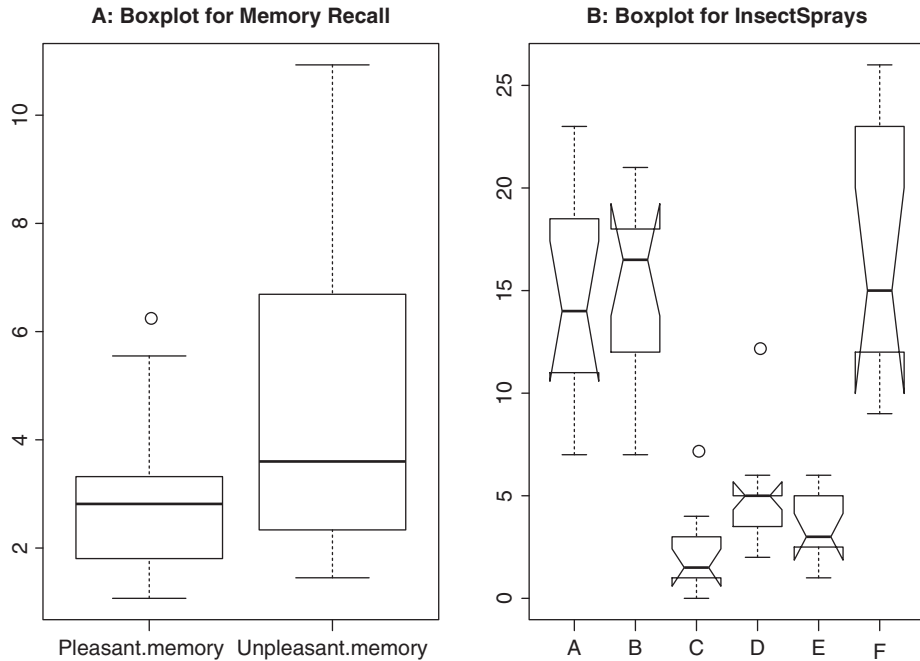 A: Boxplot for Memory Recall
10
8
6
4
2
Pleasant.memory Unpleasant.memory
B: Boxplot for InsectSprays
25
20
15
10
5
0
A B C D E F